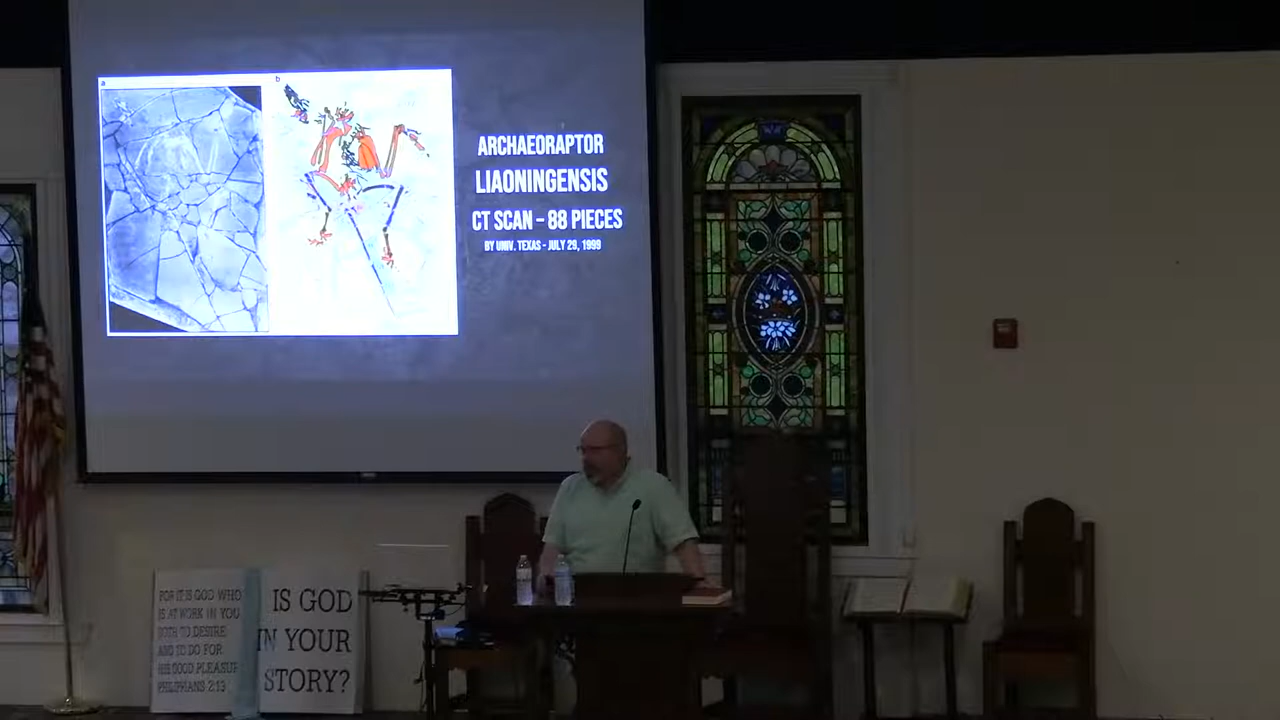 a
b
ARCHAEORAPTOR
LIAONINGENSIS
CT SCAN – 88 PIECES
BY UNIV. TEXAS - JULY 29, 1999
FOR IT IS GOD WHO
IS AT WORK IN YOU
BOTH TO DESIRE
AND TO DO FOR
HIS GOOD PLEASUR
PHILIPPIANS 2:13
IS GOD
IN YOUR
STORY?